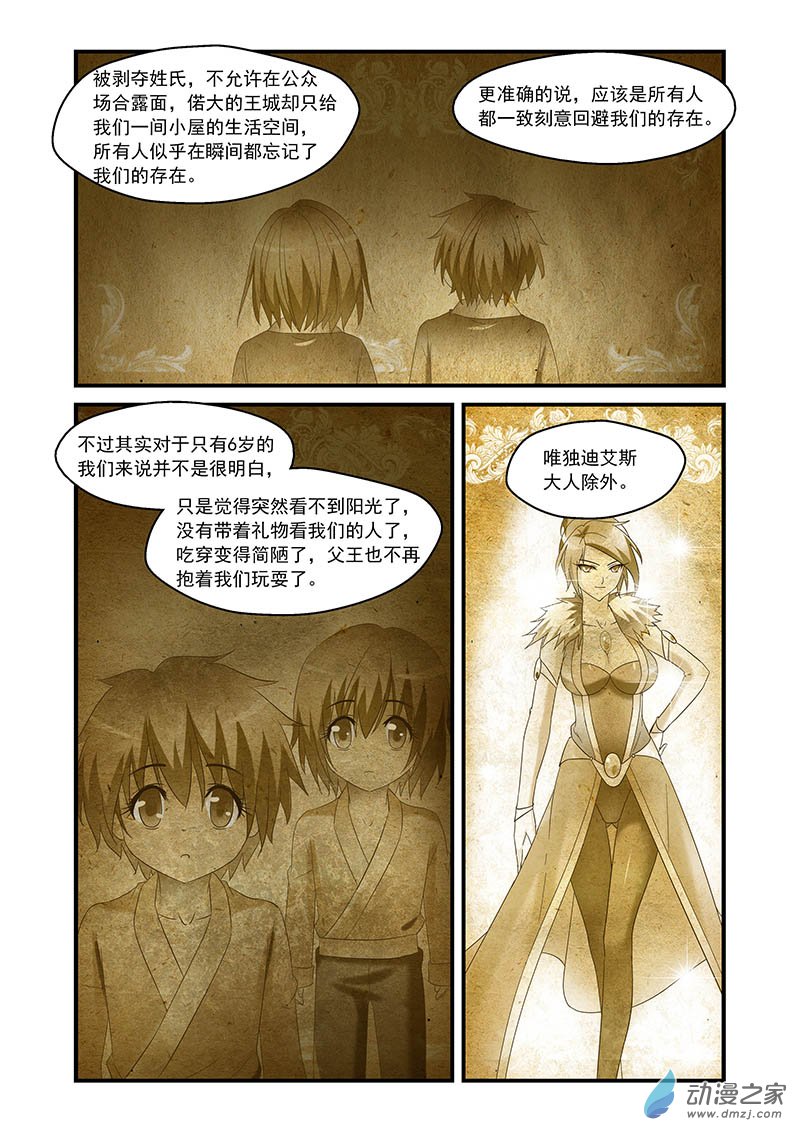 被剥夺姓氏，不允许在公众
场合露面，偌大的王城却只给
我们一间小屋的生活空间，
所有人似乎在瞬间都忘记了
我们的存在。
更准确的说，应该是所有人
都一致刻意回避我们的存在。
不过其实对于只有6岁的
我们来说并不是很明白，
只是觉得突然看不到阳光了，
没有带着礼物看我们的人了，
吃穿变得简陋了，父王也不再
抱着我们玩耍了。
唯独迪艾斯
大人除外。
动漫之家
www.dmzj.com